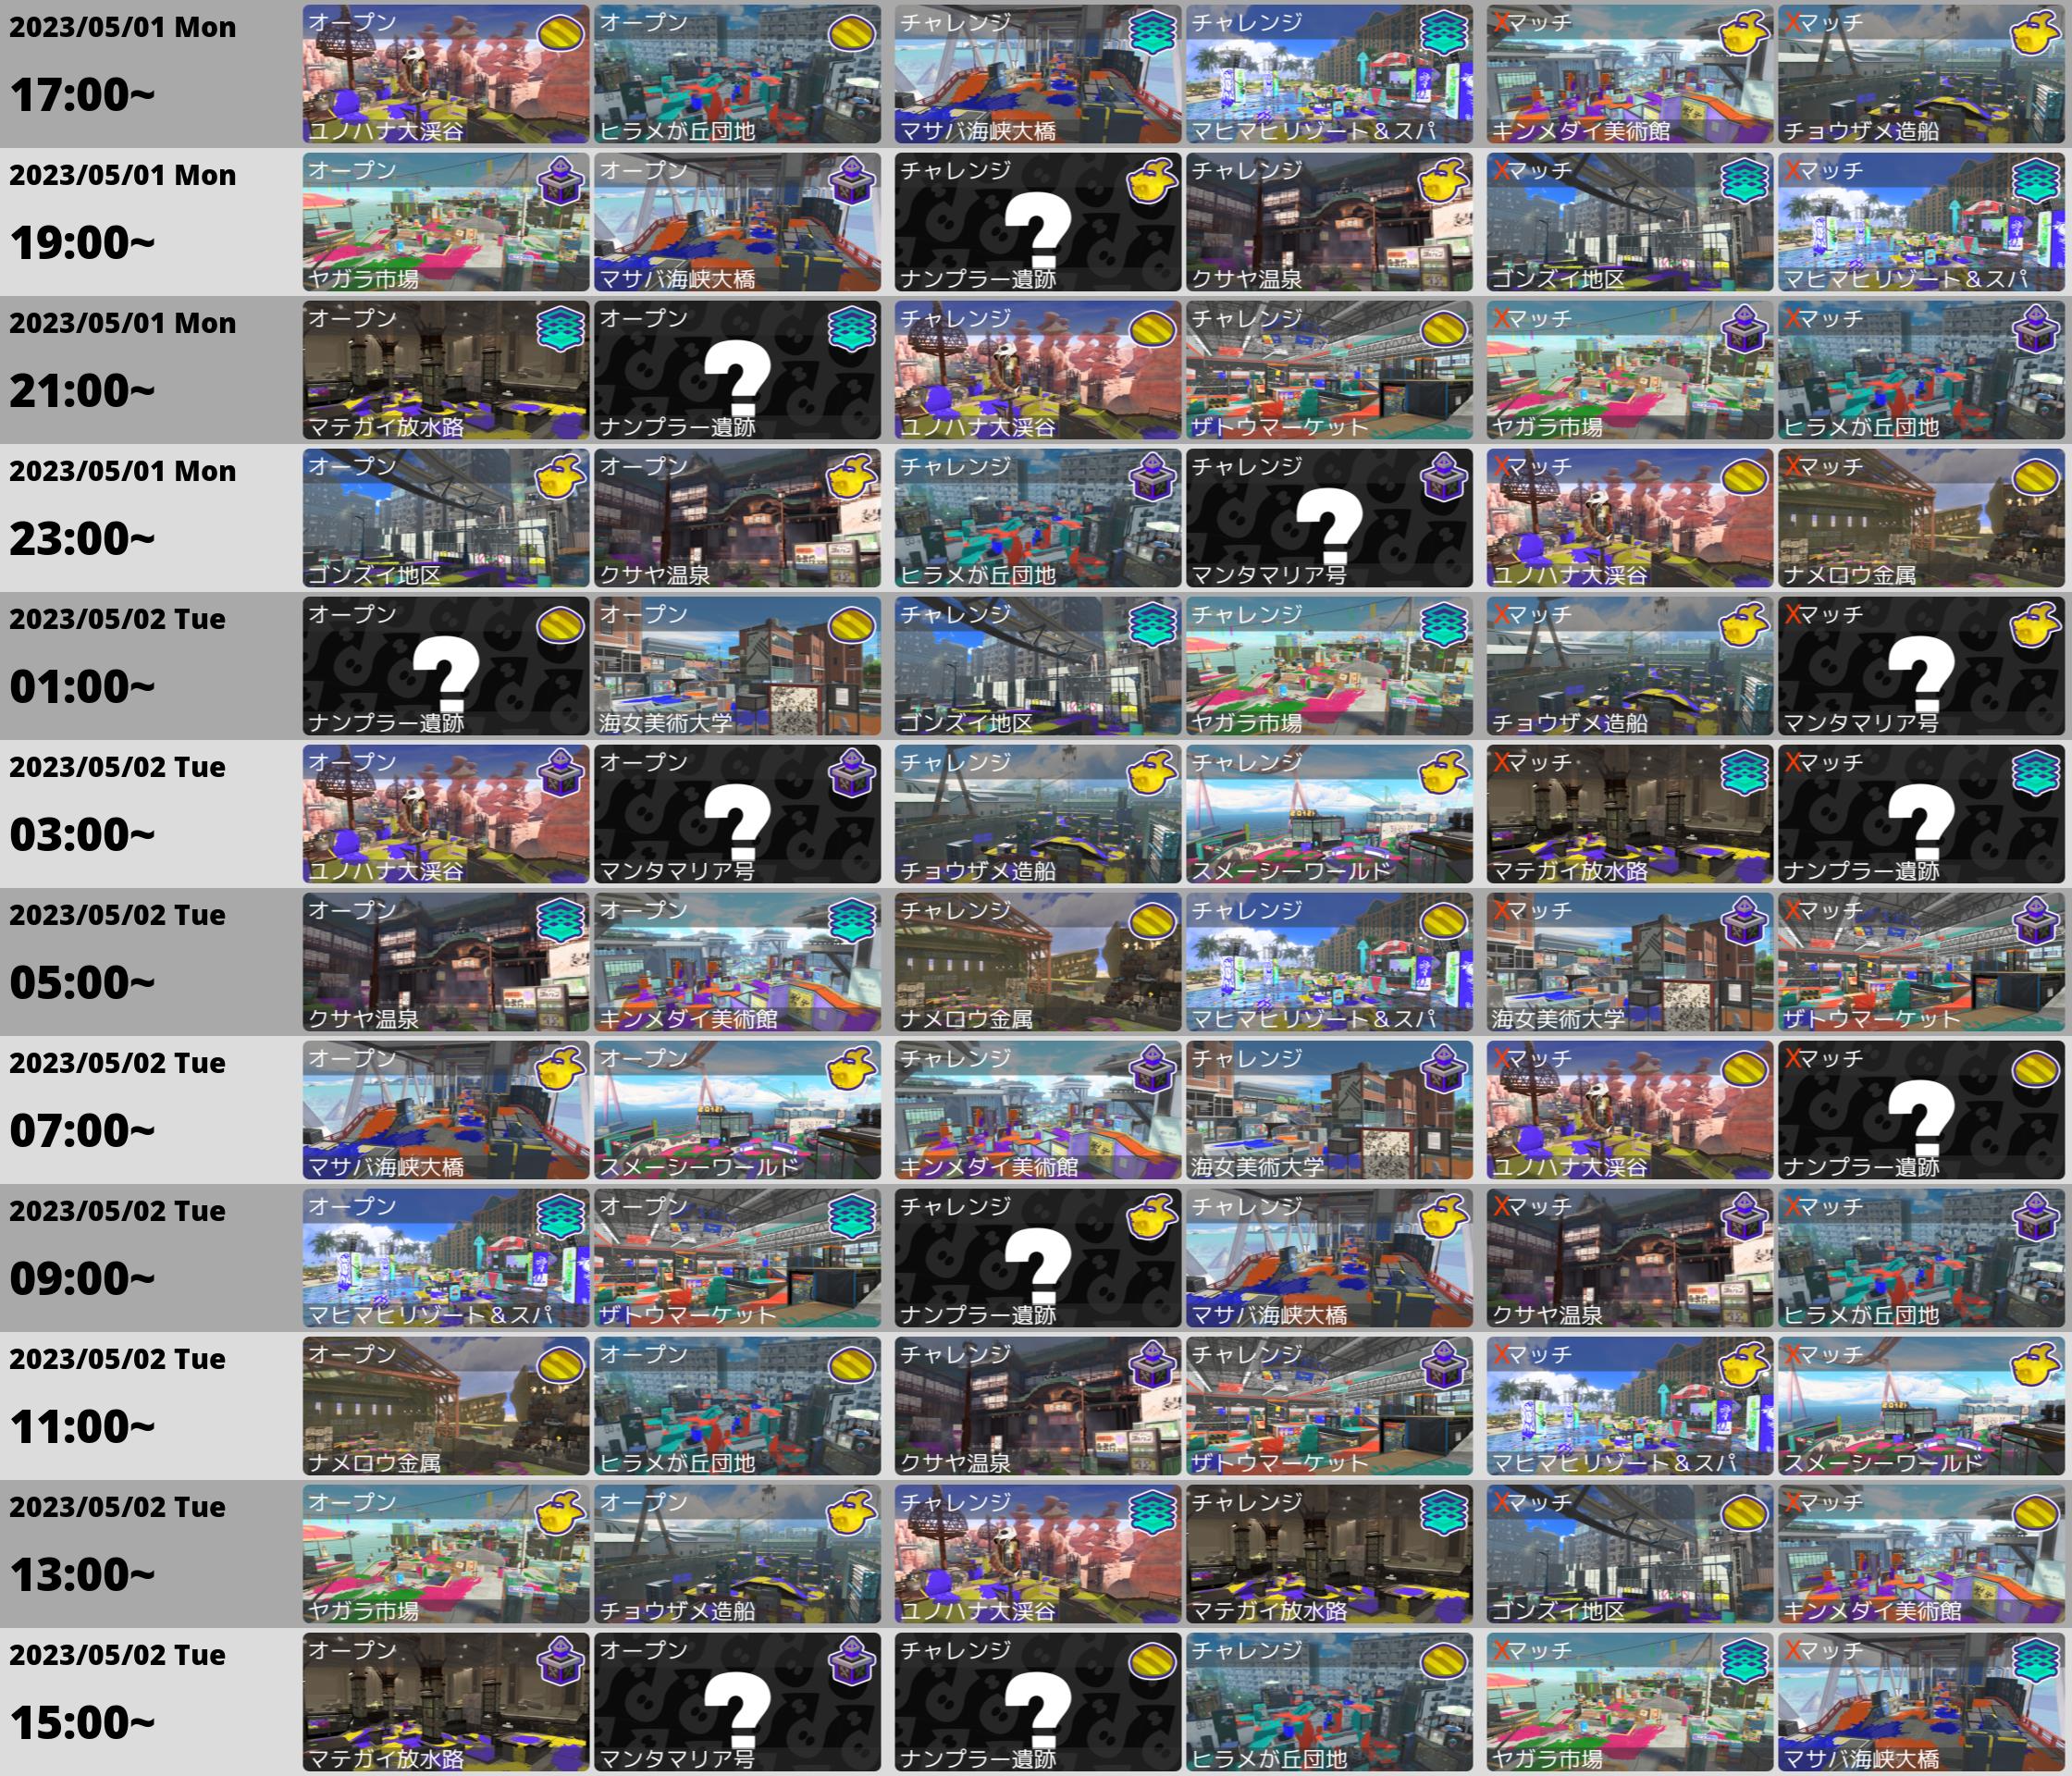 2023/05/01 Mon
17:00~
オープン オープン チャレンジ チャレンジ Xマッチ Xマッチ
ユノハナ大渓谷 ヒラメが丘団地 マサバ海峡大橋 マヒマヒリゾート＆スパ キンメダイ美術館 チョウザメ造船
2023/05/01 Mon
19:00~
オープン オープン チャレンジ チャレンジ Xマッチ Xマッチ
ヤガラ市場 マサバ海峡大橋 ナンプラー遺跡 クサヤ温泉 ゴンズイ地区 マヒマヒリゾート＆スパ
2023/05/01 Mon
21:00~
オープン オープン チャレンジ チャレンジ Xマッチ Xマッチ
マテガイ放水路 ナンプラー遺跡 ユノハナ大渓谷 ザトウマーケット ヤガラ市場 ヒラメが丘団地
2023/05/01 Mon
23:00~
オープン オープン チャレンジ チャレンジ Xマッチ Xマッチ
ゴンズイ地区 クサヤ温泉 ヒラメが丘団地 マンタマリア号 ユノハナ大渓谷 ナメロウ金属
2023/05/02 Tue
01:00~
オープン オープン チャレンジ チャレンジ Xマッチ Xマッチ
ナンプラー遺跡 海女美術大学 ゴンズイ地区 ヤガラ市場 チョウザメ造船 マンタマリア号
2023/05/02 Tue
03:00~
オープン オープン チャレンジ チャレンジ Xマッチ Xマッチ
ユノハナ大渓谷 マンタマリア号 チョウザメ造船 スメーシーワールド マテガイ放水路 ナンプラー遺跡
2023/05/02 Tue
05:00~
オープン オープン チャレンジ チャレンジ Xマッチ Xマッチ
クサヤ温泉 キンメダイ美術館 ナメロウ金属 マヒマヒリゾート＆スパ 海女美術大学 ザトウマーケット
2023/05/02 Tue
07:00~
オープン オープン チャレンジ チャレンジ Xマッチ Xマッチ
マサバ海峡大橋 スメーシーワールド キンメダイ美術館 海女美術大学 ユノハナ大渓谷 ナンプラー遺跡
2023/05/02 Tue
09:00~
オープン オープン チャレンジ チャレンジ Xマッチ Xマッチ
マヒマヒリゾート＆スパ ザトウマーケット ナンプラー遺跡 マサバ海峡大橋 クサヤ温泉 ヒラメが丘団地
2023/05/02 Tue
11:00~
オープン オープン チャレンジ チャレンジ Xマッチ Xマッチ
ナメロウ金属 ヒラメが丘団地 クサヤ温泉 ザトウマーケット マヒマヒリゾート＆スパ スメーシーワールド
2023/05/02 Tue
13:00~
オープン オープン チャレンジ チャレンジ Xマッチ Xマッチ
ヤガラ市場 チョウザメ造船 ユノハナ大渓谷 マテガイ放水路 ゴンズイ地区 キンメダイ美術館
2023/05/02 Tue
15:00~
オープン オープン チャレンジ チャレンジ Xマッチ Xマッチ
マテガイ放水路 マンタマリア号 ナンプラー遺跡 ヒラメが丘団地 ヤガラ市場 マサバ海峡大橋